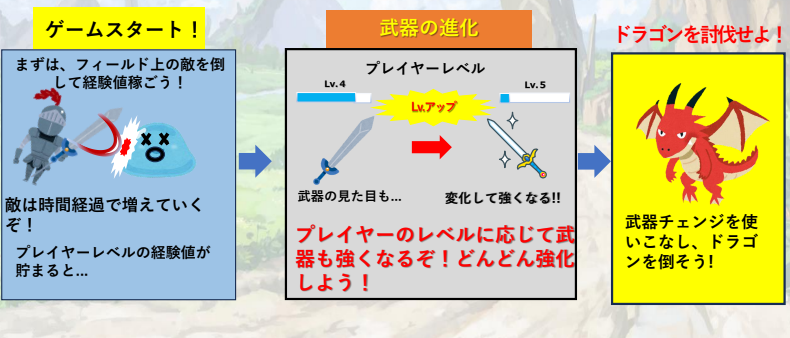 ゲームスタート！
まずは、フィールド上の敵を倒
して経験値稼ごう！
敵は時間経過で増えていく
ぞ！
プレイヤーレベルの経験値が
貯まると...
武器の進化
プレイヤーレベル
Lv.4
Lv.5
Lv.アップ
武器の見た目も...
変化して強くなる!!
プレイヤーのレベルに応じて武
器も強くなるぞ！どんどん強化
しよう！
ドラゴンを討伐せよ！
武器チェンジを使
いこなし、ドラゴ
ンを倒そう!